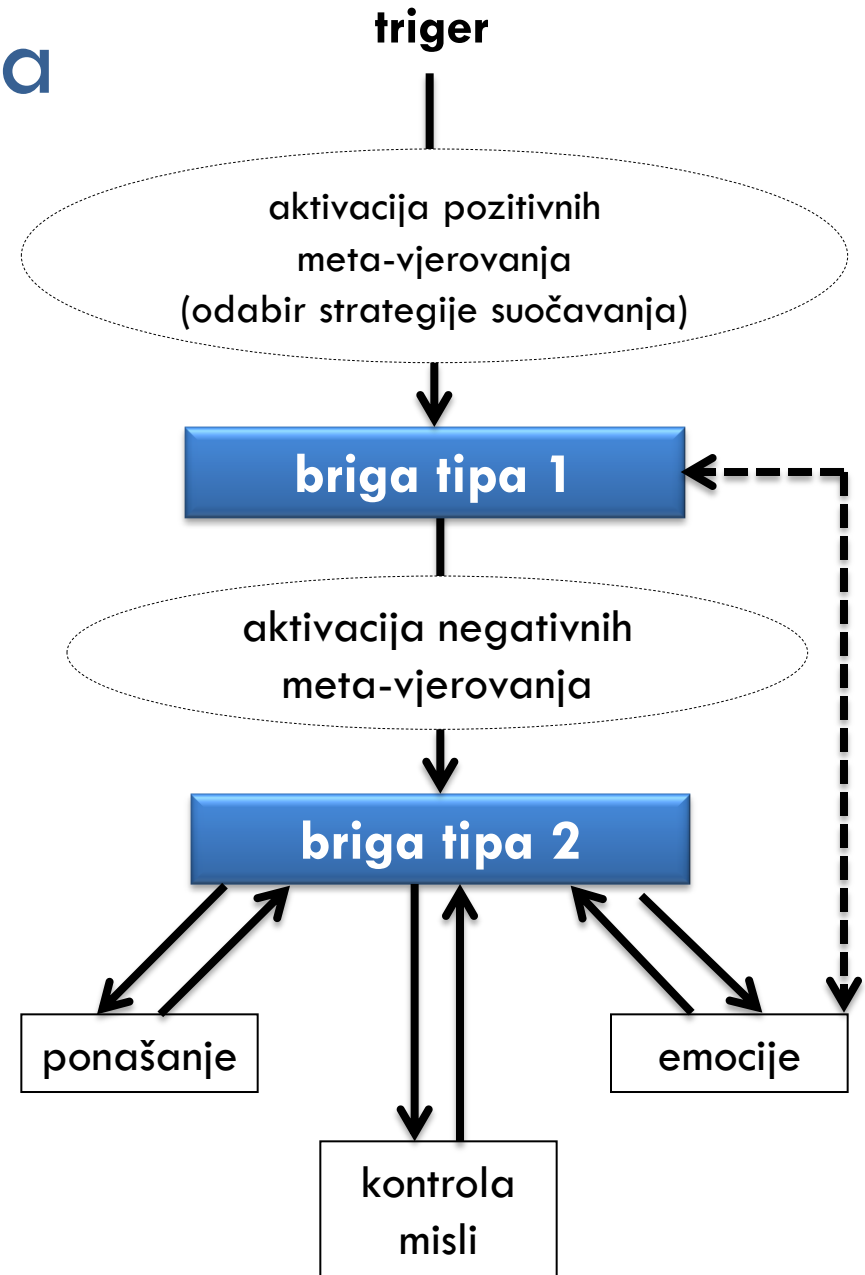 a
triger
aktivacija pozitivnih
meta-vjerovanja
(odabir strategije suočavanja)
briga tipa 1
aktivacija negativnih
meta-vjerovanja
briga tipa 2
ponašanje
emocije
kontrola
misli